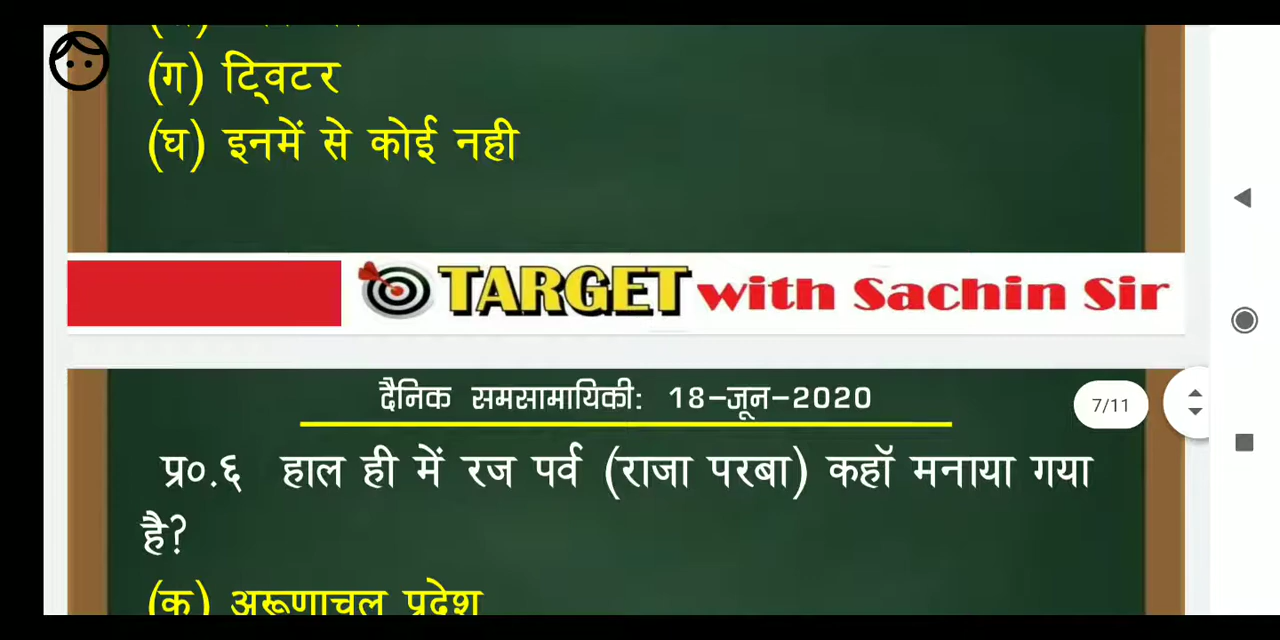 (ग) ट्विटर
(घ) इनमें से कोई नही
TARGET with Sachin Sir
दैनिक समसामायिकी: 18-जून-2020
7/11
प्र०.६ हाल ही में रज पर्व (राजा परबा) कहॉ मनाया गया
है?
(क) अरूणाचल प्रदेश